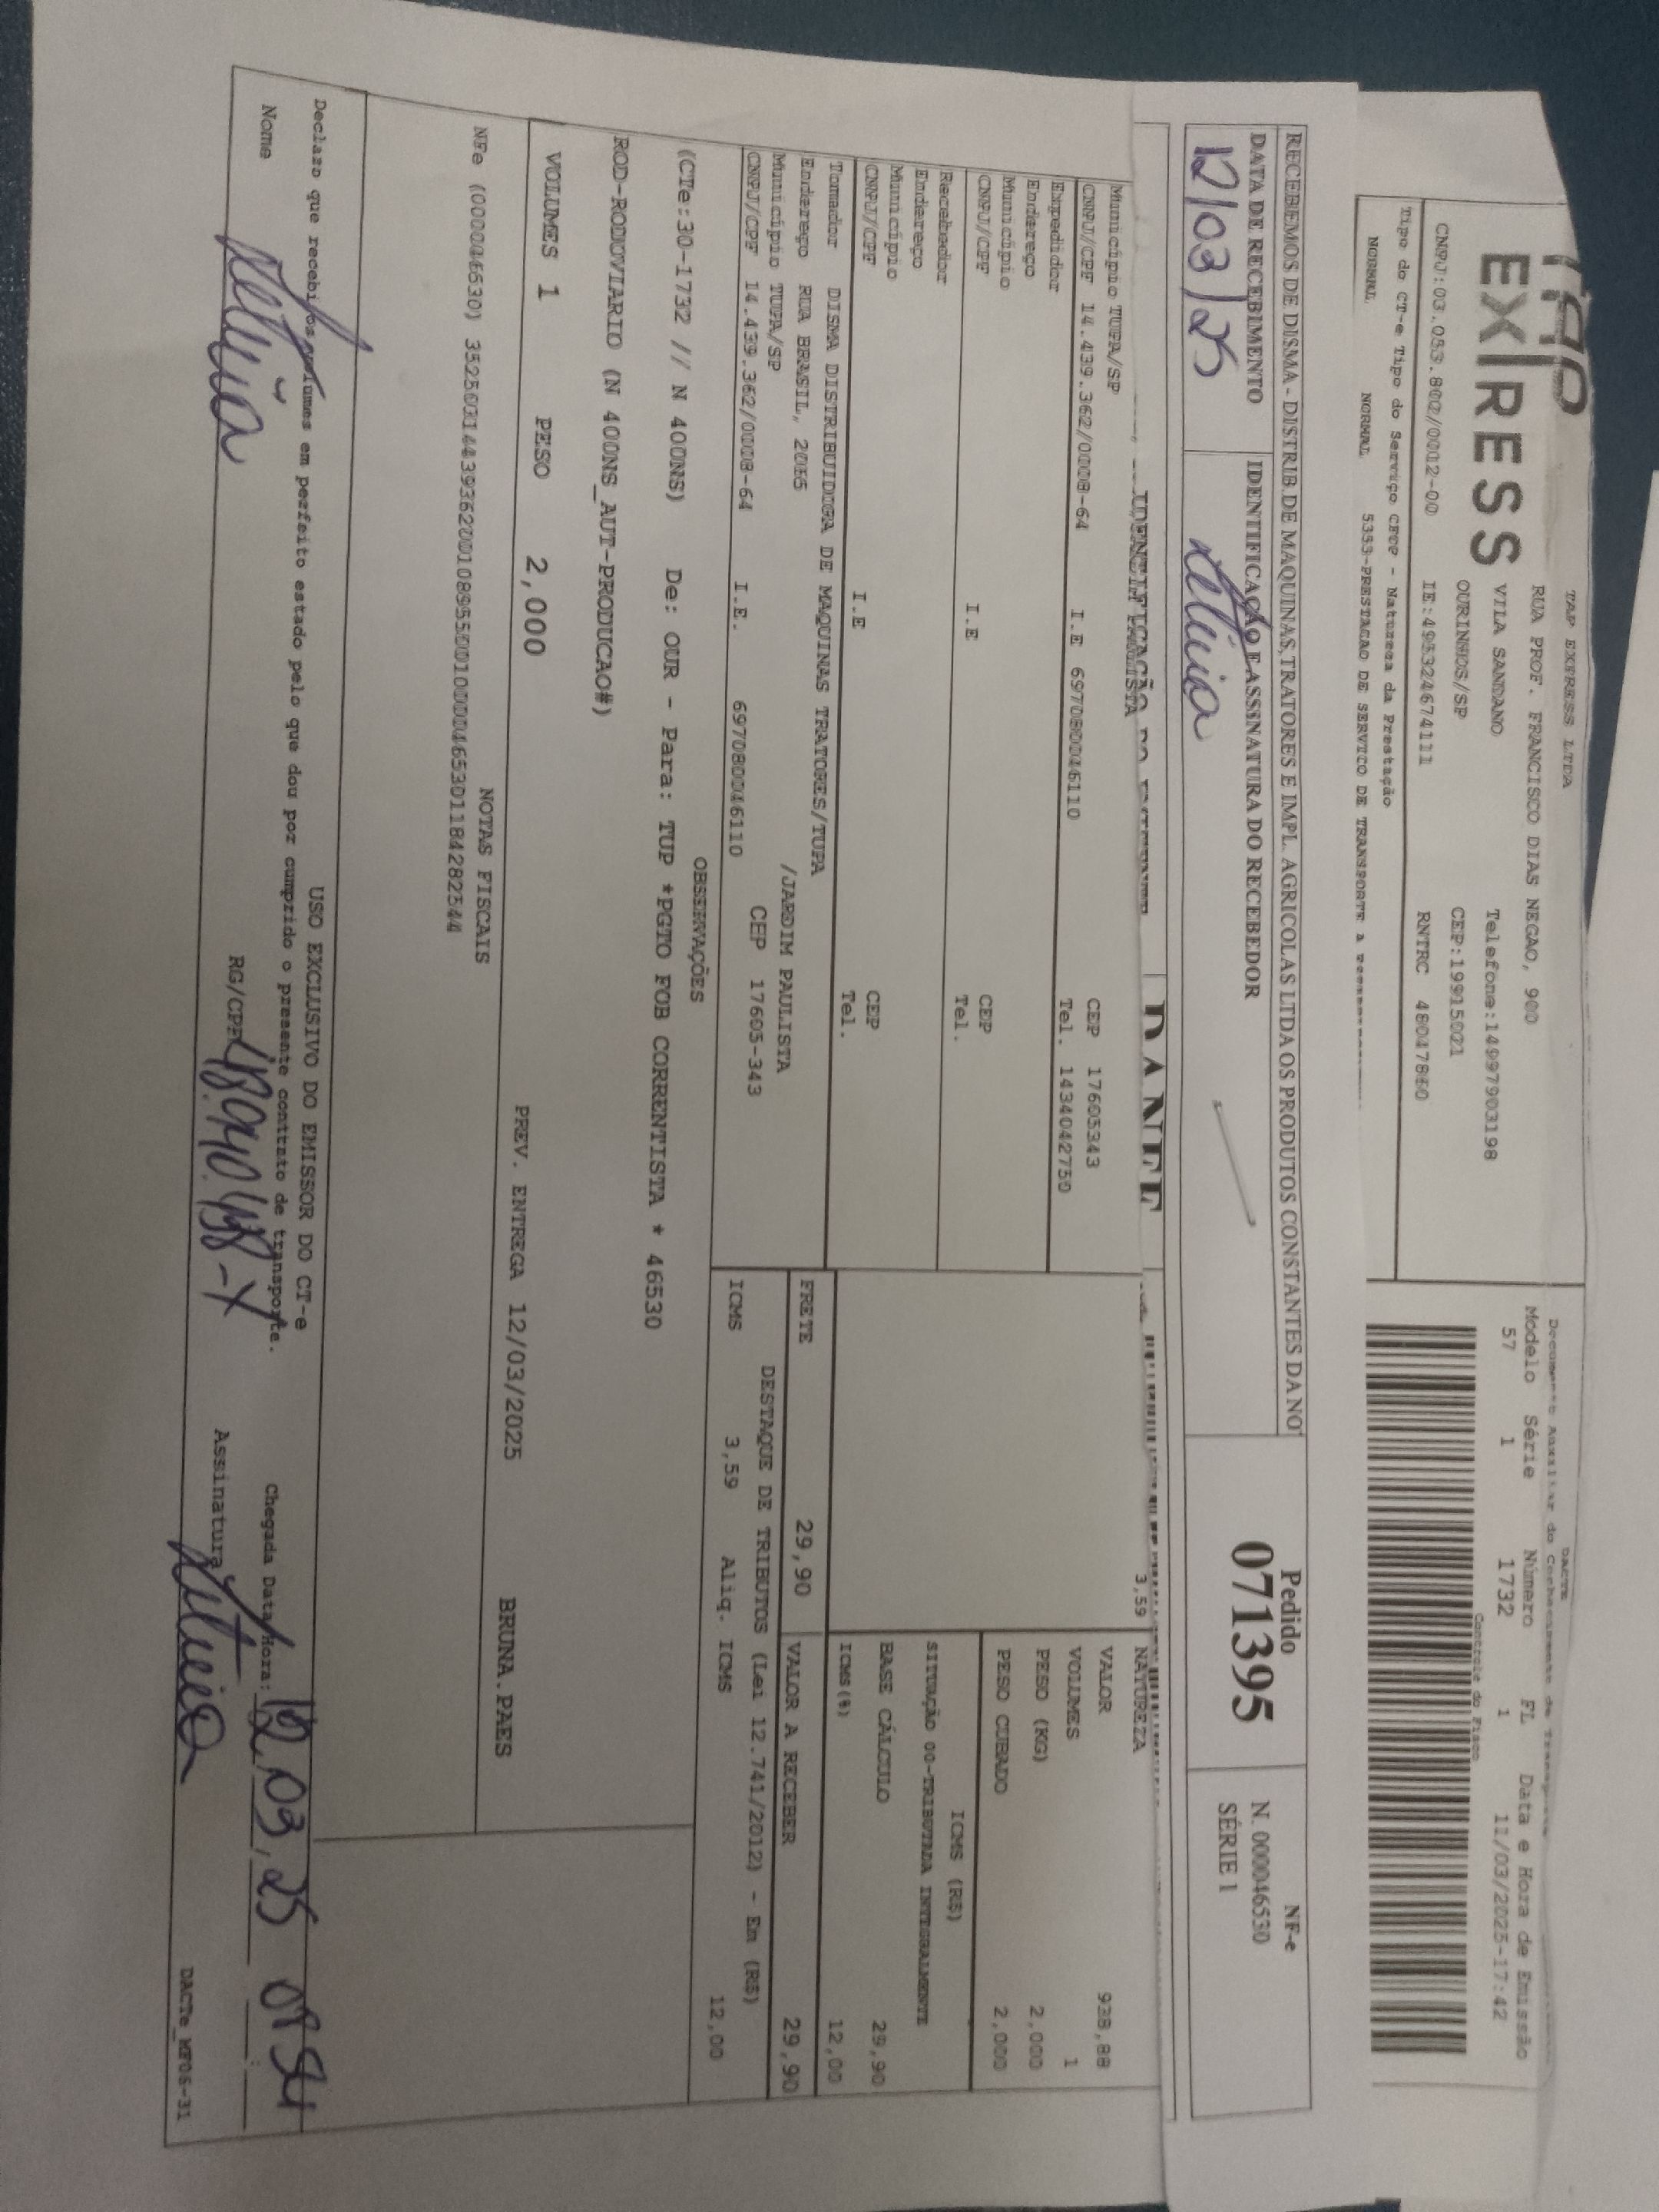 EXPRESS
TAP EXPRESS LTDA
RUA PROF. FRANCISCO DIAS NEGAO, 900
VILA SANDANO Telefone:14997903198
OURINHOS/SP CEP:19915001
CNPJ:03.053.802/0012-00 IE:495324674111 RNTRC 48047860
Tipo do CT-e Tipo do Serviço CFOP - Natureza da Prestação
NORMAL NORMAL 5353-PRESTACAO DE SERVICO DE TRANSPORTE A
DACTE
Documento Auxiliar do Conhecimento de
Modelo Série Número FL Data e Hora de Emissão
57 1 1732 1 11/03/2025-17:42
Controle do Fisco
RECEBEMOS DE DISMA - DISTRIB.DE MAQUINAS,TRATORES E IMPL. AGRICOLAS LTDA OS PRODUTOS CONSTANTES DA NO
DATA DE RECEBIMENTO IDENTIFICAÇÃO E ASSINATURA DO RECEBEDOR
12/03/25
Pedido
071395
NF-e
N. 000046530
SÉRIE 1
DANFE
3,59
Município TUPA/SP CEP 17605343
CNPJ/CPF 14.439.362/0008-64 I.E 697080046110 Tel. 1434042750
Expedidor
Endereço
Município CEP
CNPJ/CPF I.E Tel.
Recebedor
Endereço
Município CEP
CNPJ/CPF I.E Tel.
NATUREZA
VALOR 938,88
VOLUMES 1
PESO (KG) 2,000
PESO CUBADO 2,000
ICMS (R$)
SITUAÇÃO 00-TRIBUTADA INTEGRALMENTE
BASE CÁLCULO 29,90
ICMS(%) 12,00
Tomador DISMA DISTRIBUIDORA DE MAQUINAS TRATORES/TUPA
Endereço RUA BRASIL, 2065 /JARDIM PAULISTA
Município TUPA/SP CEP 17605-343
CNPJ/CPF 14.439.362/0008-64 I.E. 697080046110
FRETE 29,90 VALOR A RECEBER 29,90
DESTAQUE DE TRIBUTOS (Lei 12.741/2012) - Em (R$)
ICMS 3,59 Aliq. ICMS 12,00
OBSERVAÇÕES
(CTe:30-1732 // N 400NS) De: OUR - Para: TUP *PGTO FOB CORRENTISTA * 46530
ROD-RODOVIARIO (N 400NS_AUT-PRODUCAO#)
VOLUMES 1 PESO 2,000 PREV. ENTREGA 12/03/2025 BRUNA.PAES
NOTAS FISCAIS
NFe (000046530) 35250314439362001089550010000465301184282544
USO EXCLUSIVO DO EMISSOR DO CT-e
Declaro que recebi os volumes em perfeito estado pelo que dou por cumprido o presente contrato de transporte.
Nome RG/CPF Assinatura Chegada Data/Hora: 12,03,25
DACTe_MF06-31